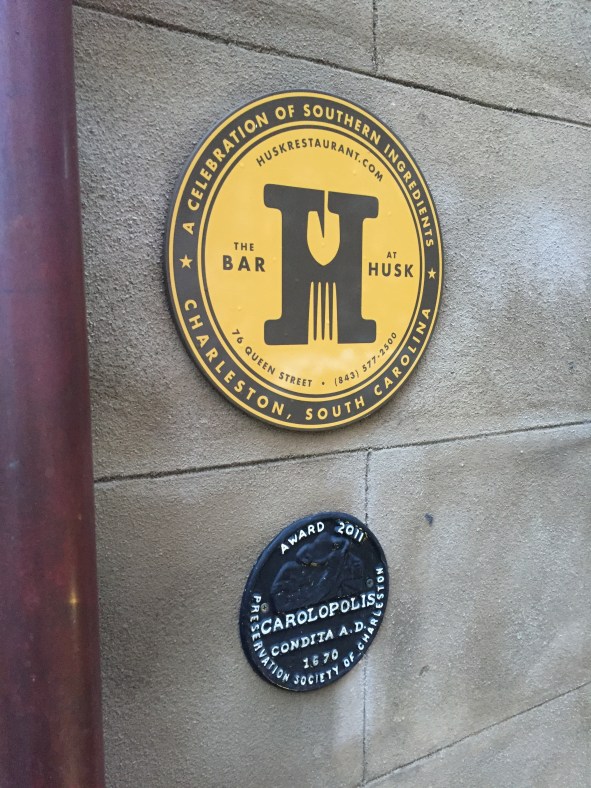 A CELEBRATION OF SOUTHERN INGREDIENTS
HUSKRESTAURANT.COM
THE BAR
H
AT HUSK
76 QUEEN STREET • (843) 577-2500
CHARLESTON, SOUTH CAROLINA
AWARD 2011
CAROLOPOLIS
CONDITA A.D.
1670
PRESERVATION SOCIETY OF CHARLESTON